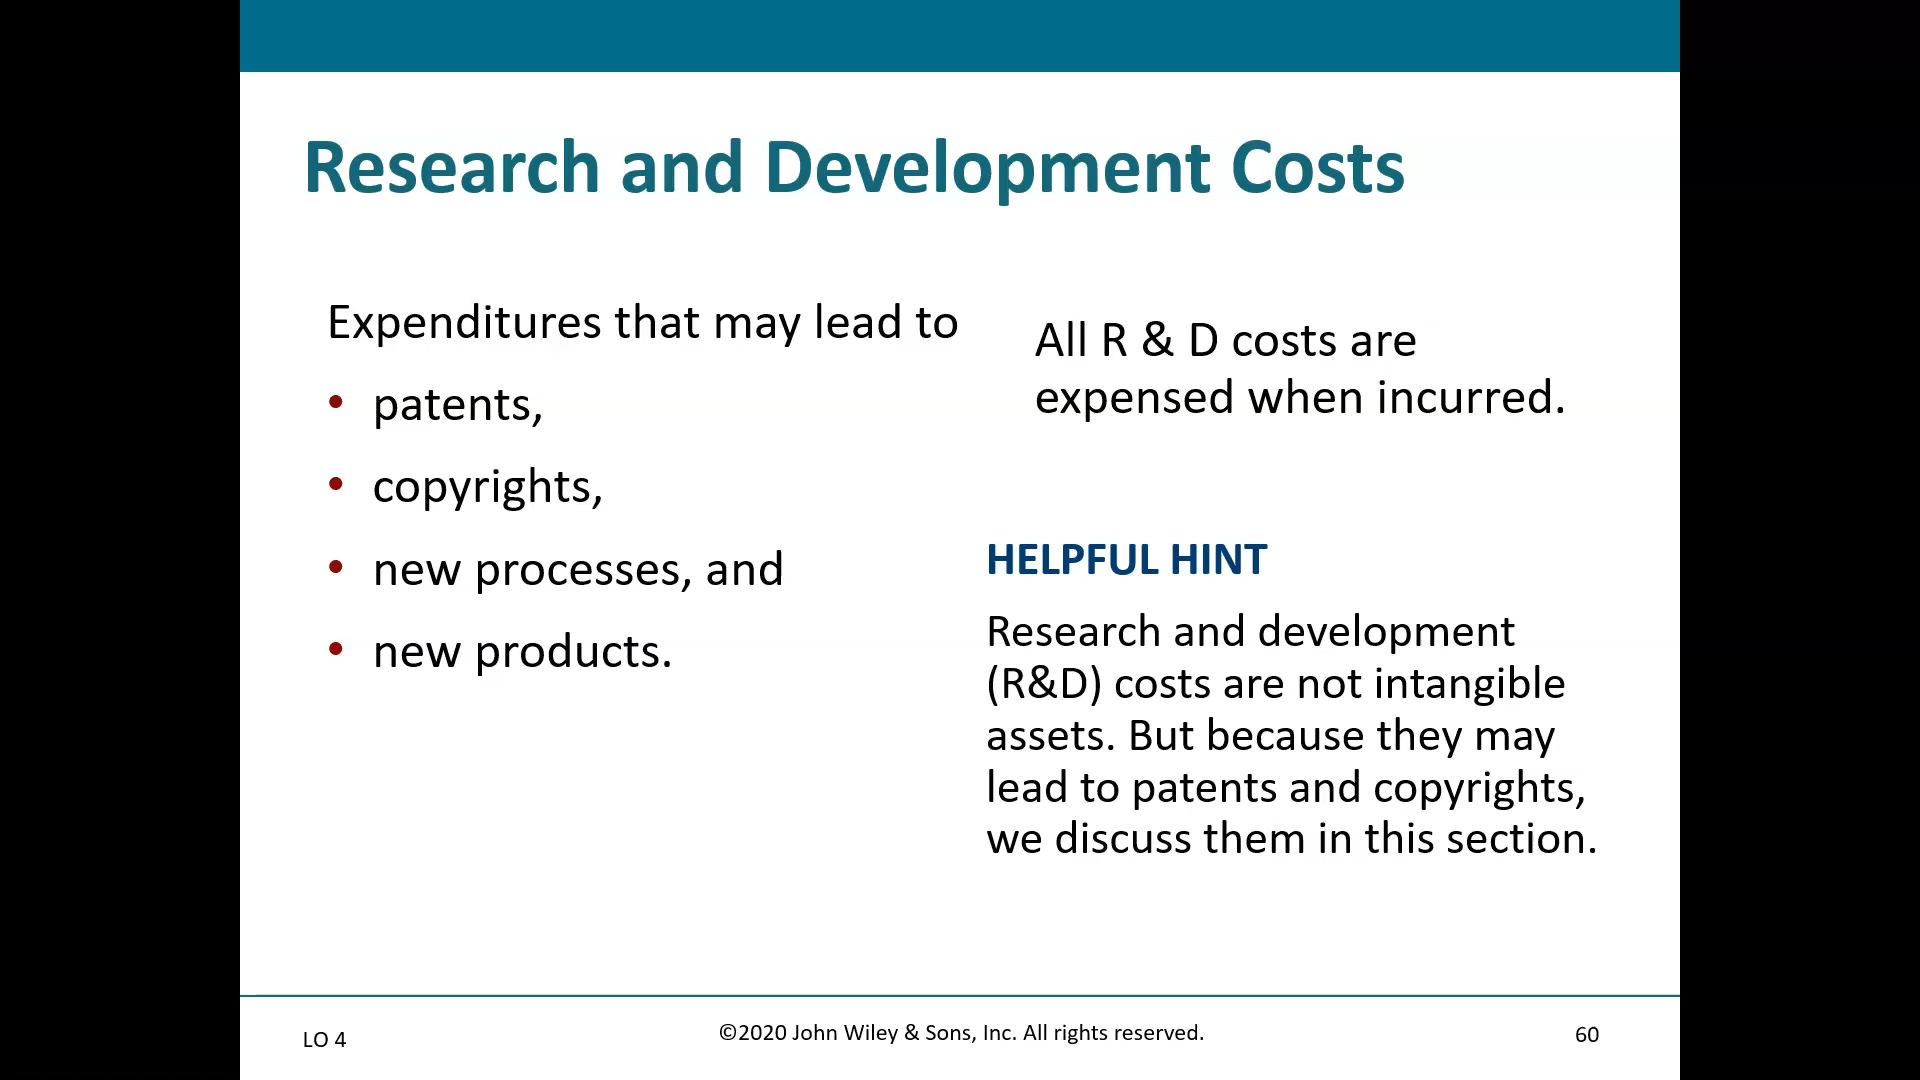 Research and Development Costs
Expenditures that may lead to
• patents,
• copyrights,
• new processes, and
• new products.
All R & D costs are
expensed when incurred.
HELPFUL HINT
Research and development
(R&D) costs are not intangible
assets. But because they may
lead to patents and copyrights,
we discuss them in this section.
LO 4
©2020 John Wiley & Sons, Inc. All rights reserved.
60